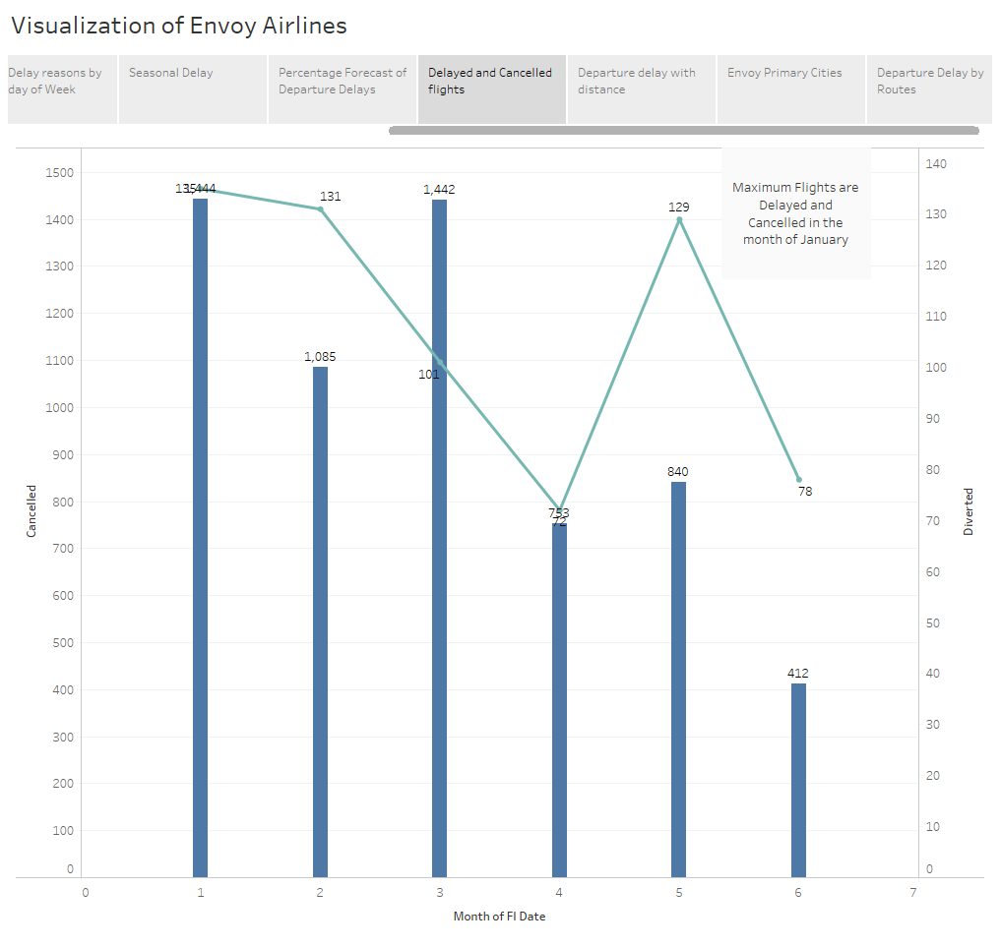 Visualization of Envoy Airlines
Delay reasons by
day of Week
Seasonal Delay
Percentage Forecast of
Departure Delays
Delayed and Cancelled
flights
Departure delay with
distance
Envoy Primary Cities
Departure Delay by
Routes
Maximum Flights are
Delayed and
Cancelled in the
month of January
1500
1400
1300
1200
1100
1000
900
800
700
600
500
400
300
200
100
0
Cancelled
135
1,444
131
1,085
1,442
101
753
72
129
840
78
412
140
130
120
110
100
90
80
70
60
50
40
30
20
10
0
Diverted
0 1 2 3 4 5 6 7
Month of Fl Date